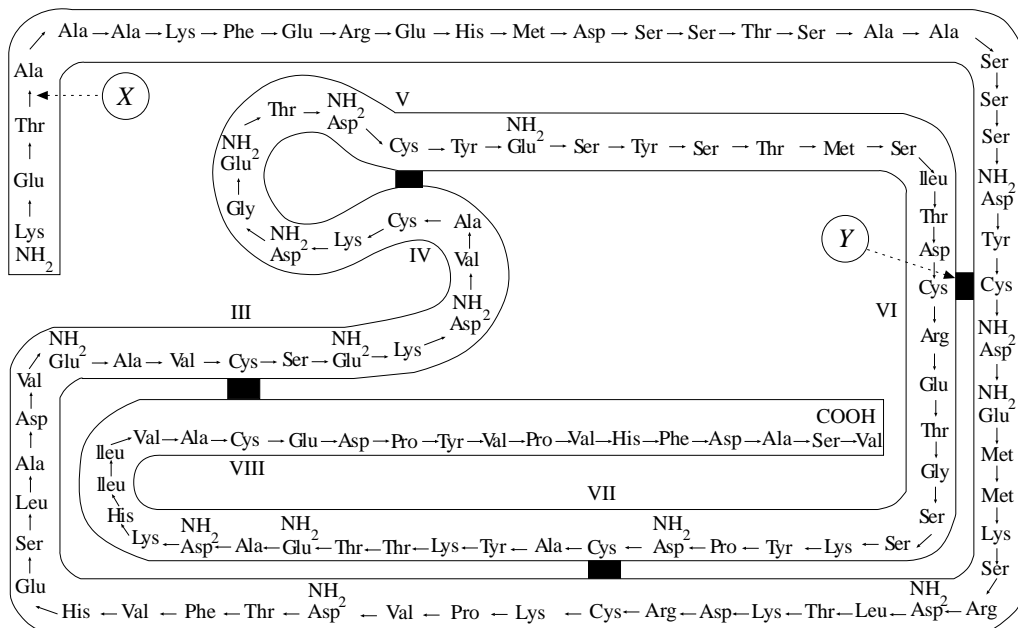 Ala Ala Lys Phe Glu Arg Glu His Met Asp Ser Ser Thr Ser Ala Ala
Ser
Ala
X
V
Ser
Thr
NH2
Asp
Thr
NH2
Ser
NH2
Glu
Cys Tyr Glu Ser Tyr Ser Thr Met Ser
Glu
Ileu
NH2
Asp
Gly
Cys
Ala
Thr
Lys
NH2
NH2
Asp
Lys
Y
Tyr
IV
Val
Asp
Cys
Cys
NH2
Asp
III
VI
NH2
Asp
NH2
Glu Ala Val Cys Ser Glu Lys
NH2
Arg
Val
Glu
NH2
Glu
Asp
COOH
Thr
Ileu Val Ala Cys Glu Asp Pro Tyr Val Pro Val His Phe Asp Ala Ser Val
Met
Ala
VIII
VII
Gly
Ileu
Met
Leu
His
Ser
Lys
NH2
NH2
NH2
Ser
Lys Asp Ala Glu Thr Thr Lys Tyr Ala Cys Asp Pro Tyr Lys Ser
Ser
Glu
NH2
NH2
His Val Phe Thr Asp Val Pro Lys Cys Arg Asp Lys Thr Leu Asp Arg